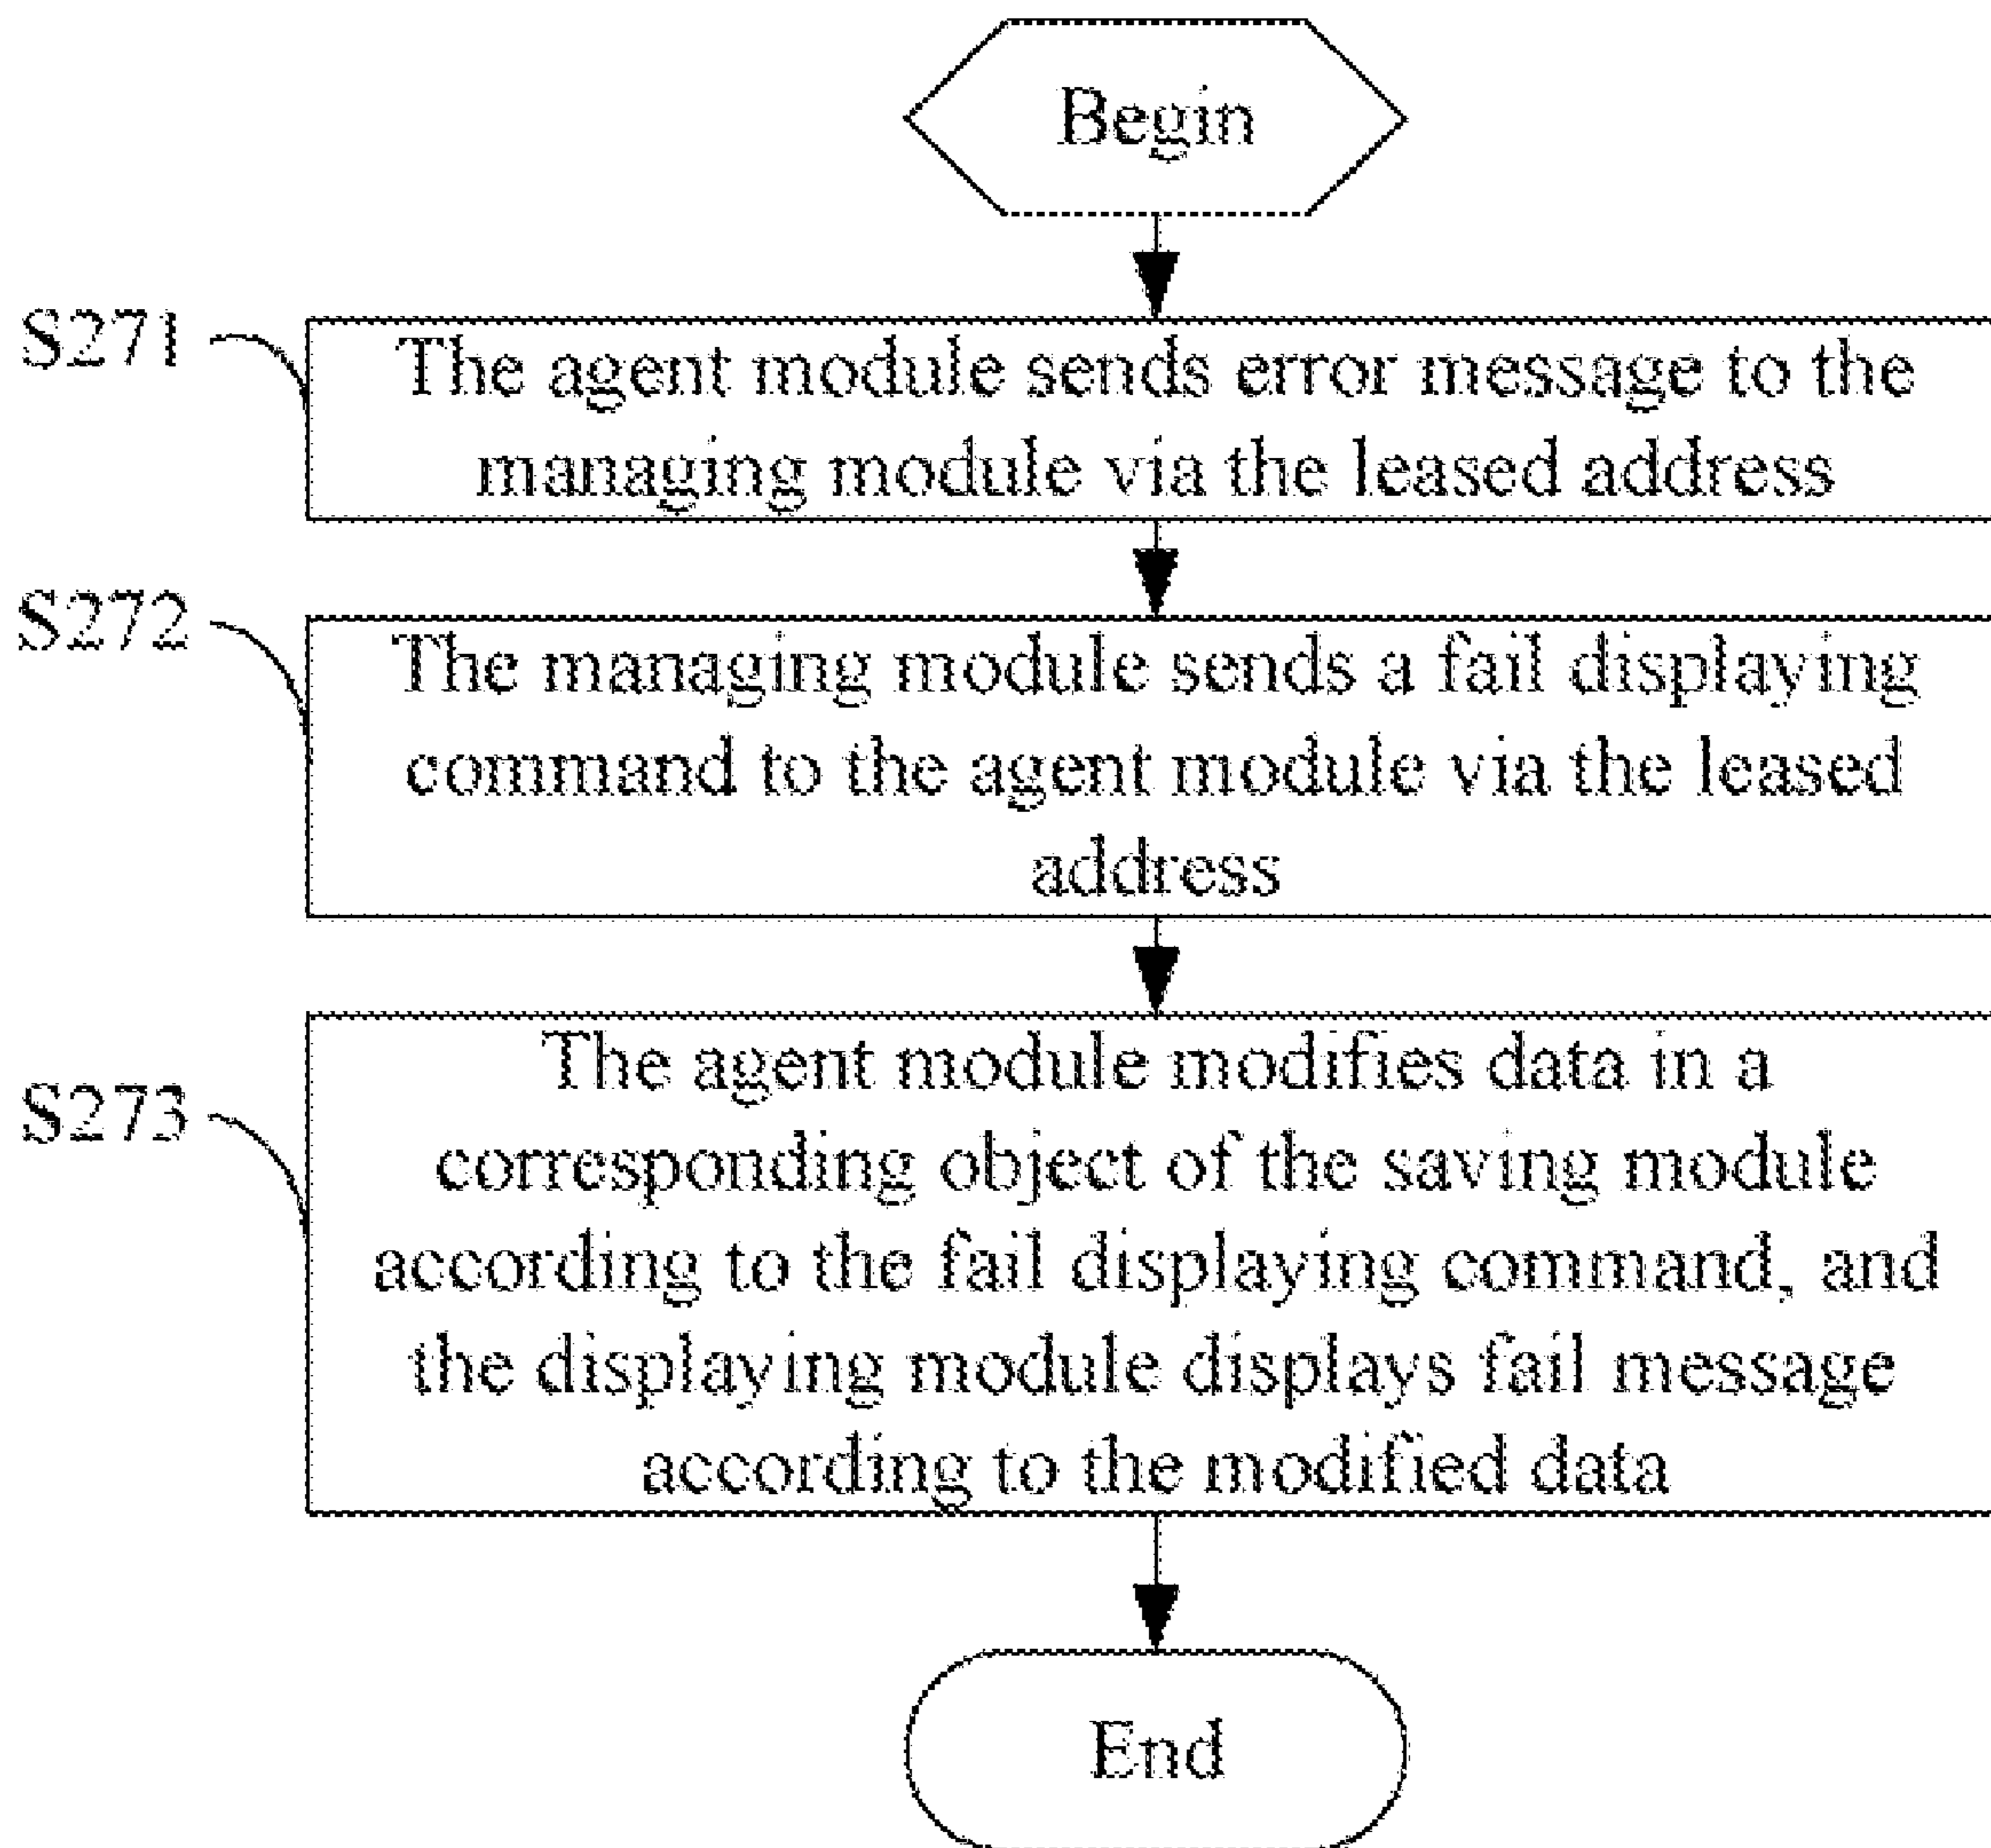 Begin
S271
The agent module sends error message to the
managing module via the leased address
S272
The managing module sends a fail displaying
command to the agent module via the leased
address
S273
The agent module modifies data in a
corresponding object of the saving module
according to the fail displaying command, and
the displaying module displays fail message
according to the modified data
End